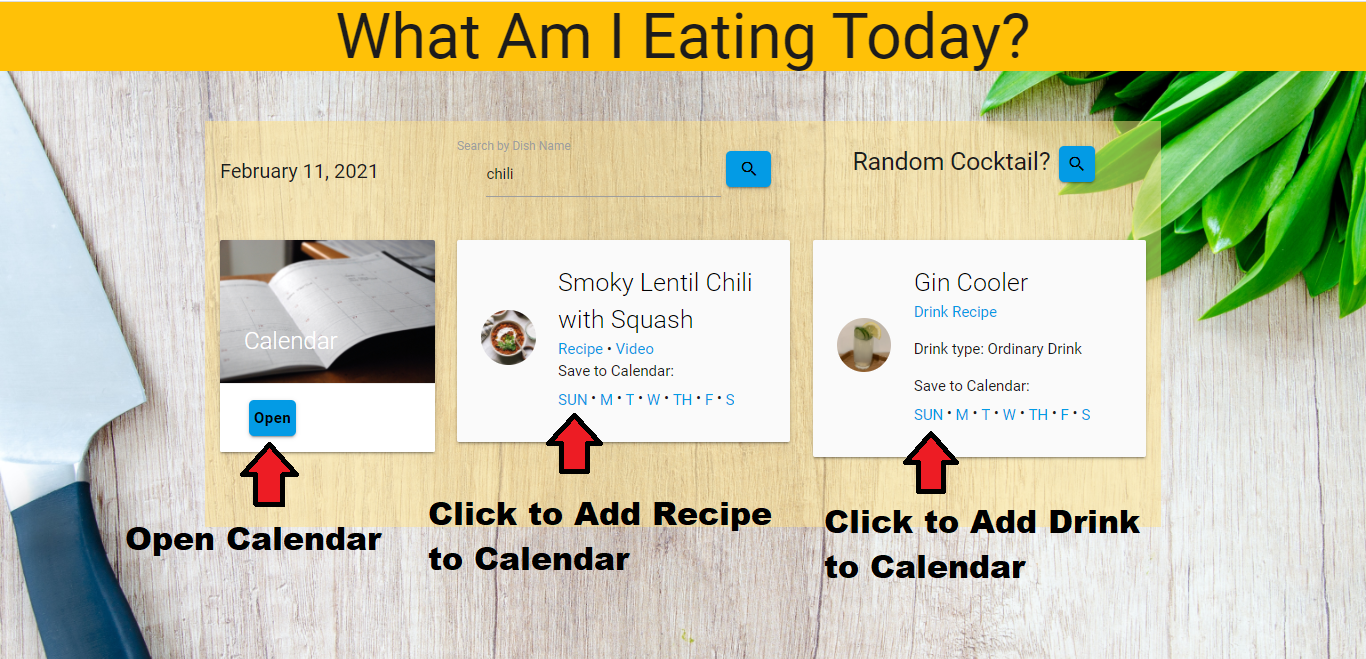 What Am I Eating Today?
February 11, 2021
Search by Dish Name
chili
Random Cocktail?
Calendar
Open
Smoky Lentil Chili
with Squash
Recipe • Video
Save to Calendar:
SUN • M • T • W • TH • F • S
Gin Cooler
Drink Recipe
Drink type: Ordinary Drink
Save to Calendar:
SUN • M • T • W • TH • F • S
Open Calendar
Click to Add Recipe
to Calendar
Click to Add Drink
to Calendar